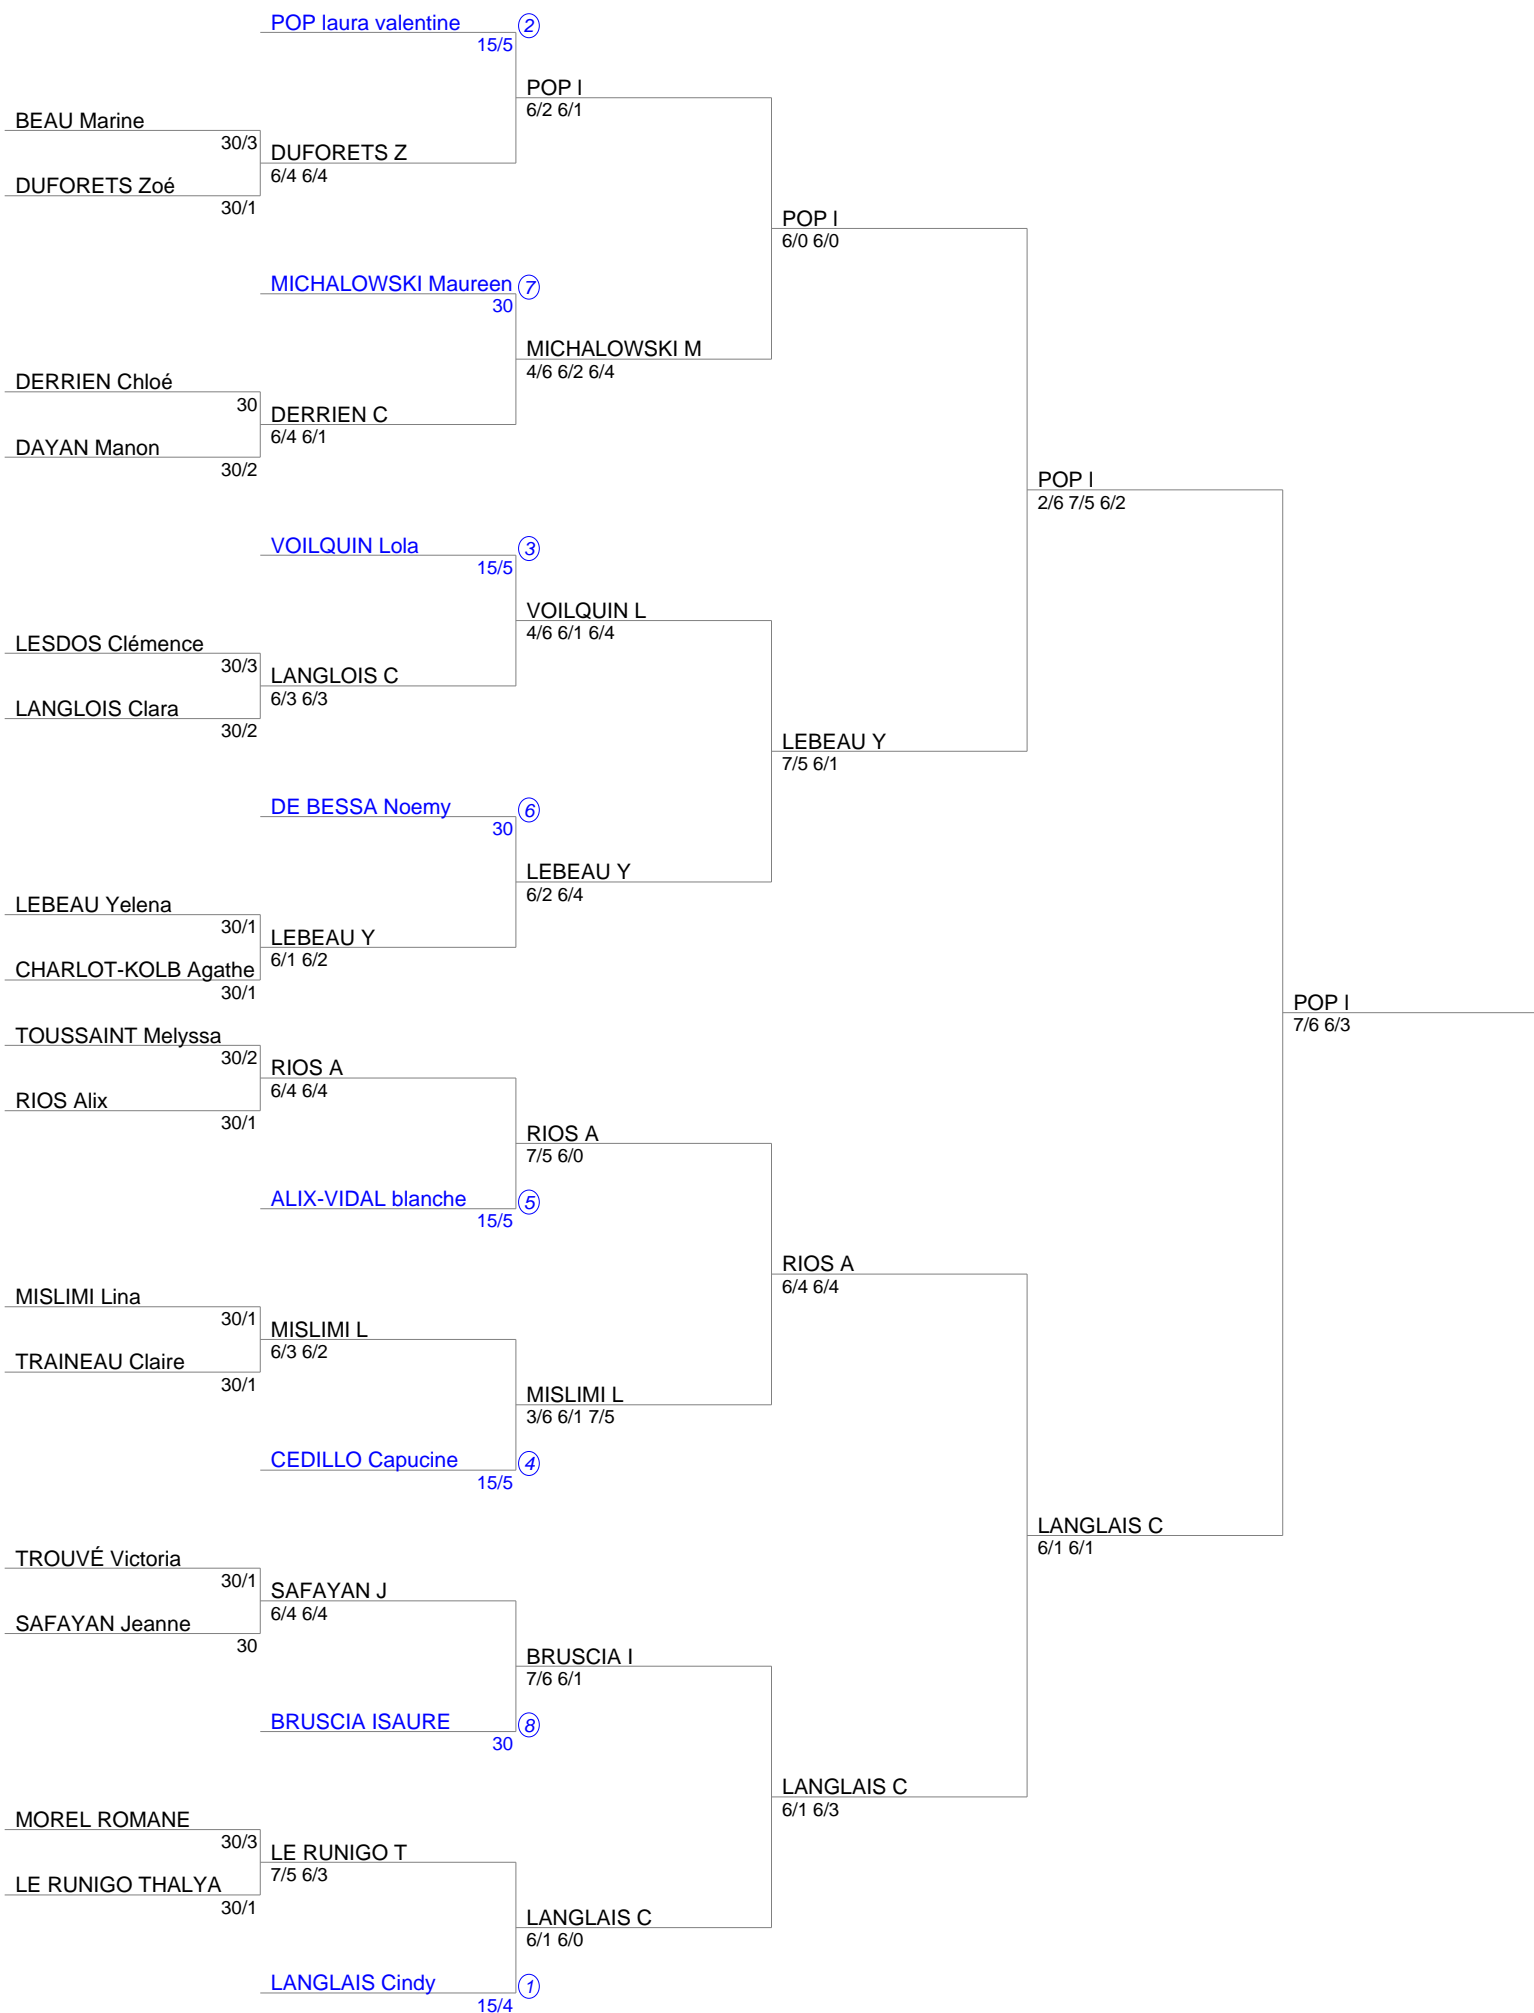 POP laura valentine 2
15/5
POP l
6/2 6/1
BEAU Marine
30/3
DUFORETS Z
6/4 6/4
DUFORETS Zoé
30/1
POP l
6/0 6/0
MICHALOWSKI Maureen 7
30
MICHALOWSKI M
4/6 6/2 6/4
DERRIEN Chloé
30
DERRIEN C
6/4 6/1
DAYAN Manon
30/2
POP l
2/6 7/5 6/2
VOILQUIN Lola 3
15/5
VOILQUIN L
4/6 6/1 6/4
LESDOS Clémence
30/3
LANGLOIS C
6/3 6/3
LANGLOIS Clara
30/2
LEBEAU Y
7/5 6/1
DE BESSA Noemy 6
30
LEBEAU Y
6/2 6/4
LEBEAU Yelena
30/1
LEBEAU Y
6/1 6/2
CHARLOT-KOLB Agathe
30/1
POP l
7/6 6/3
TOUSSAINT Melyssa
30/2
RIOS A
6/4 6/4
RIOS Alix
30/1
RIOS A
7/5 6/0
ALIX-VIDAL blanche 5
15/5
RIOS A
6/4 6/4
MISLIMI Lina
30/1
MISLIMI L
6/3 6/2
TRAINEAU Claire
30/1
MISLIMI L
3/6 6/1 7/5
CEDILLO Capucine 4
15/5
LANGLAIS C
6/1 6/1
TROUVÉ Victoria
30/1
SAFAYAN J
6/4 6/4
SAFAYAN Jeanne
30
BRUSCIA I
7/6 6/1
BRUSCIA ISAURE 8
30
LANGLAIS C
6/1 6/3
MOREL ROMANE
30/3
LE RUNIGO T
7/5 6/3
LE RUNIGO THALYA
30/1
LANGLAIS C
6/1 6/0
LANGLAIS Cindy 1
15/4